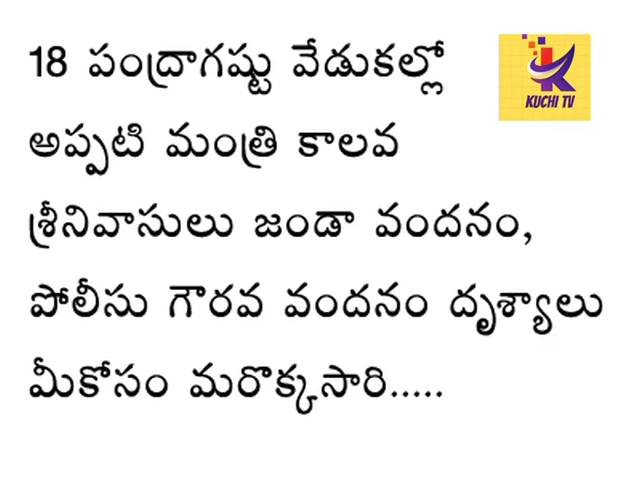 18 పంద్రాగష్టు వేడుకల్లో
అప్పటి మంత్రి కాలవ
శ్రీనివాసులు జండా వందనం,
పోలీసు గౌరవ వందనం దృశ్యాలు
మీకోసం మరొక్కసారి.....
KUCHI TV